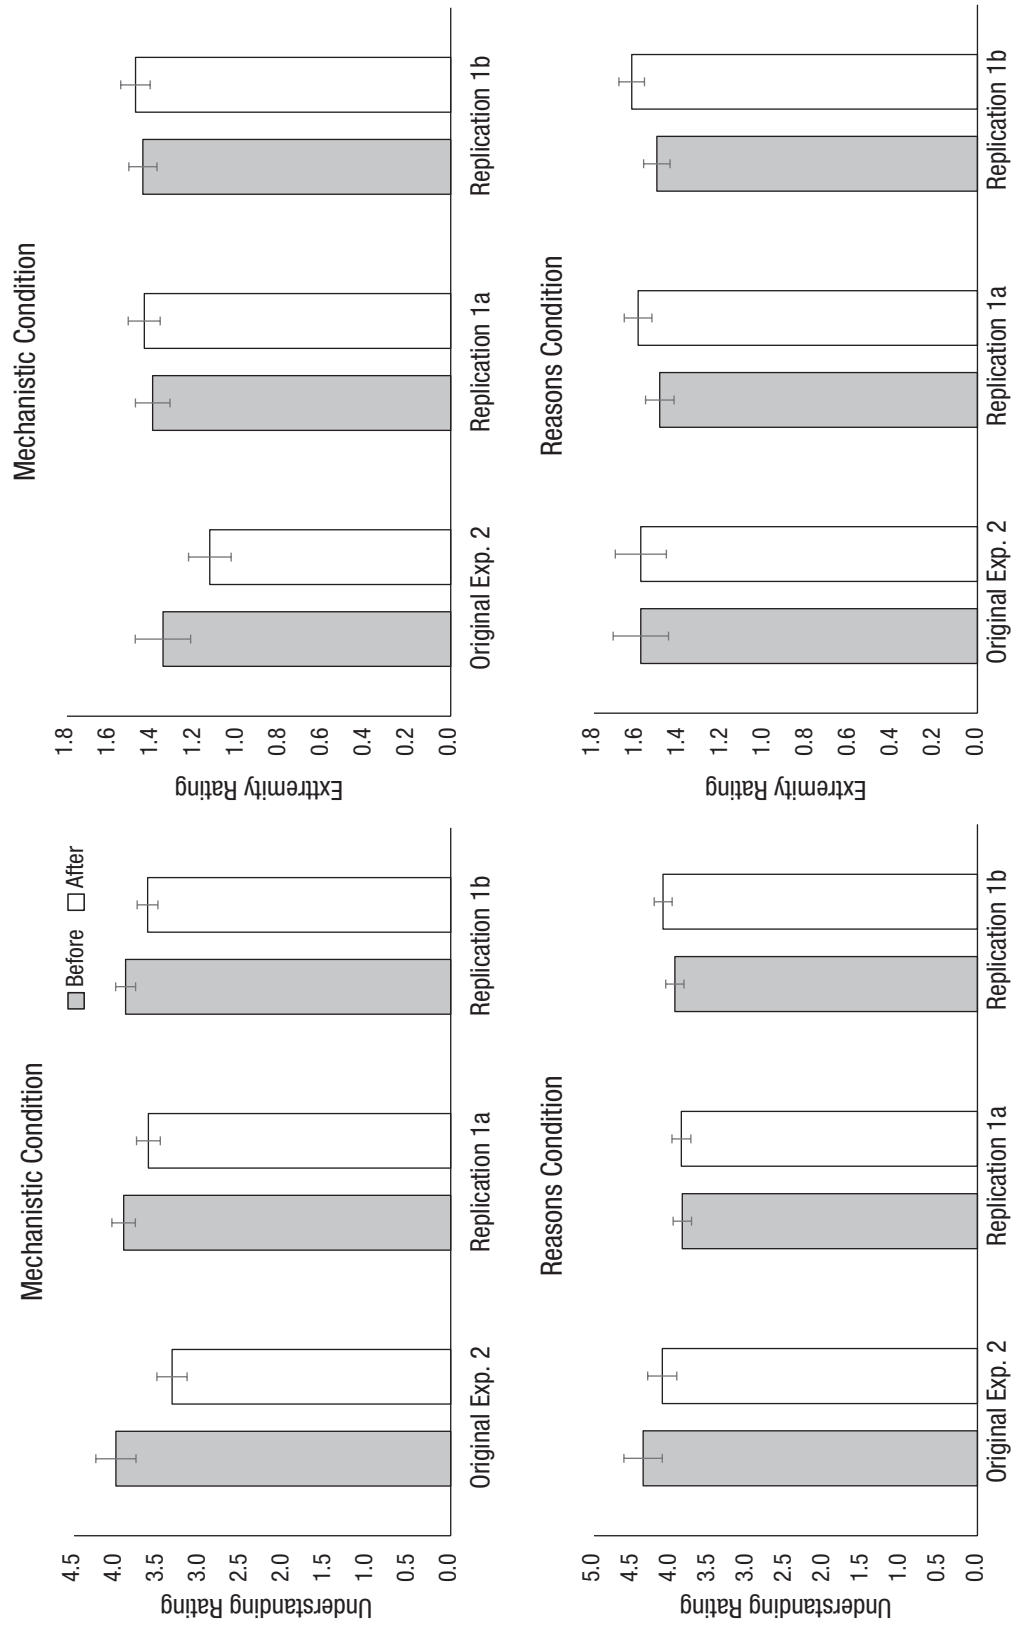 Mechanistic Condition
Before
After
Understanding Rating
4.5
4.0
3.5
3.0
2.5
2.0
1.5
1.0
0.5
0.0
Original Exp. 2
Replication 1a
Replication 1b
Mechanistic Condition
Exttremity Rating
1.8
1.6
1.4
1.2
1.0
0.8
0.6
0.4
0.2
0.0
Original Exp. 2
Replication 1a
Replication 1b
Reasons Condition
Understanding Rating
5.0
4.5
4.0
3.5
3.0
2.5
2.0
1.5
1.0
0.5
0.0
Original Exp. 2
Replication 1a
Replication 1b
Reasons Condition
Extremity Rating
1.8
1.6
1.4
1.2
1.0
0.8
0.6
0.4
0.2
0.0
Original Exp. 2
Replication 1a
Replication 1b